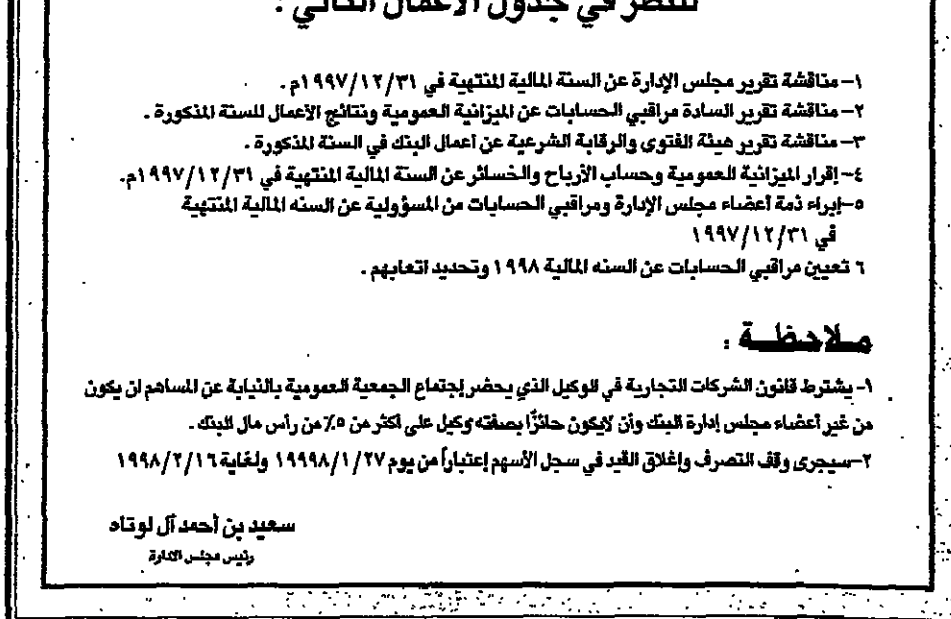 للنظر في جدول الأعمال التالي :
١- مناقشة تقرير مجلس الإدارة عن السنة المالية المنتهية في ١٩٩٧/١٢/٣١م .
٢- مناقشة تقرير السادة مراقبي الحسابات عن الميزانية العمومية ونتائج الأعمال للسنة المذكورة .
٣- مناقشة تقرير هيئة الفتوى والرقابة الشرعية عن أعمال البنك في السنة المذكورة .
٤- إقرار الميزانية العمومية وحساب الأرباح والخسائر عن السنة المالية المنتهية في ١٩٩٧/١٢/٣١م.
٥- إبراء ذمة أعضاء مجلس الإدارة ومراقبي الحسابات من المسؤولية عن السنه المالية المنتهية
في ١٩٩٧/١٢/٣١
٦ تعيين مراقبي الحسابات عن السنه المالية ١٩٩٨ وتحديد اتعابهم .
ملاحظة :
١- يشترط قانون الشركات التجارية في الوكيل الذي يحضر إجتماع الجمعية العمومية بالنيابة عن المساهم ان يكون
من غير أعضاء مجلس إدارة البنك وأن لايكون حائزاً بصفته وكيل على اكثر من ٥٪ من رأس مال البنك .
٢- سيجرى وقف التصرف وإغلاق القيد في سجل الأسهم إعتباراً من يوم ١٩٩٩٨/١/٢٧ ولغاية ١٩٩٨/٢/١٦
سعيد بن أحمد آل لوتاه
رئيس مجلس الادارة